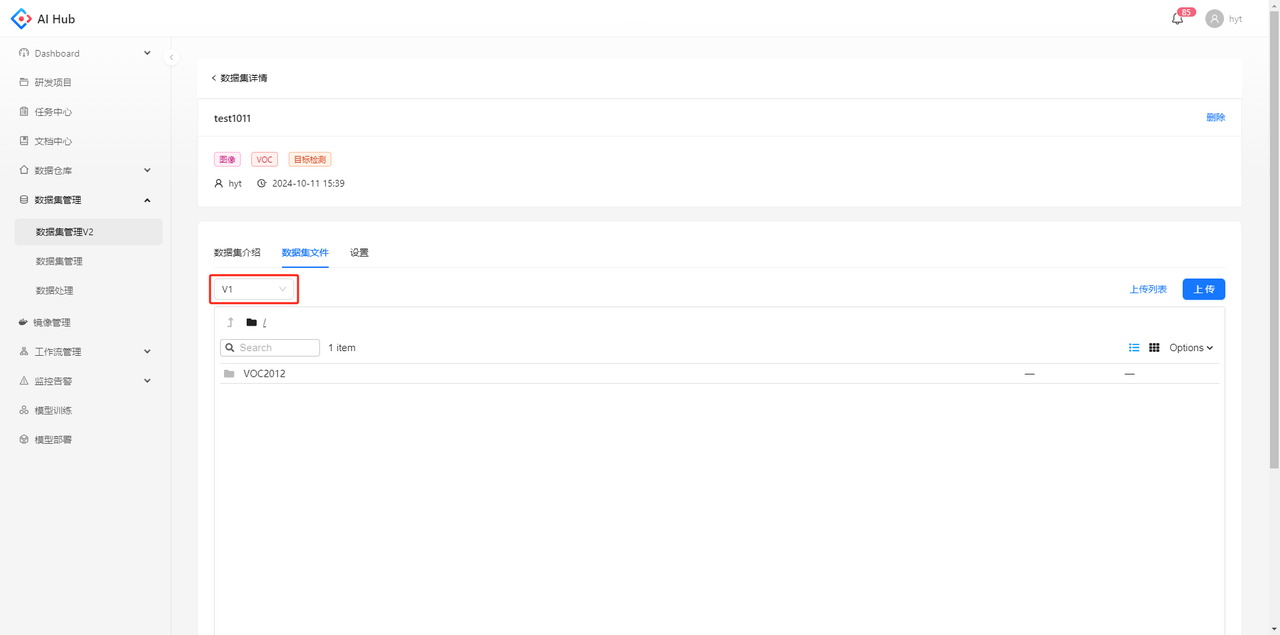 AI Hub
85
hyt
Dashboard
研发项目
任务中心
文档中心
数据仓库
数据集管理
数据集管理V2
数据集管理
数据处理
镜像管理
工作流管理
监控告警
模型训练
模型部署
数据集详情
test1011
删除
图像 VOC 目标检测
hyt 2024-10-11 15:39
数据集介绍 数据集文件 设置
V1
上传列表 上传
/
Search 1 item Options
VOC2012 — —